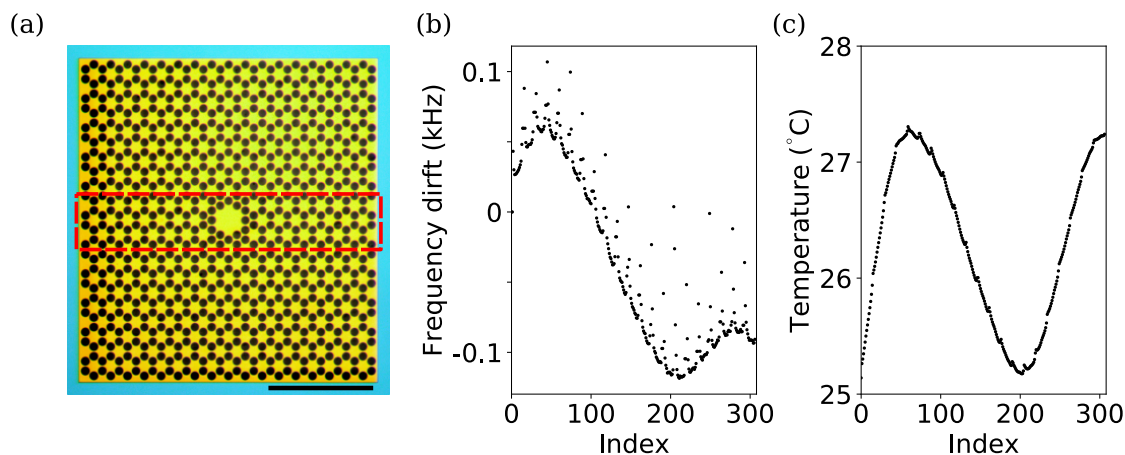 (a)
(b)
(c)
Frequency dirft (kHz)
0.1
0
-0.1
0
100
200
300
Index
Temperature (°C)
28
27
26
25
0
100
200
300
Index